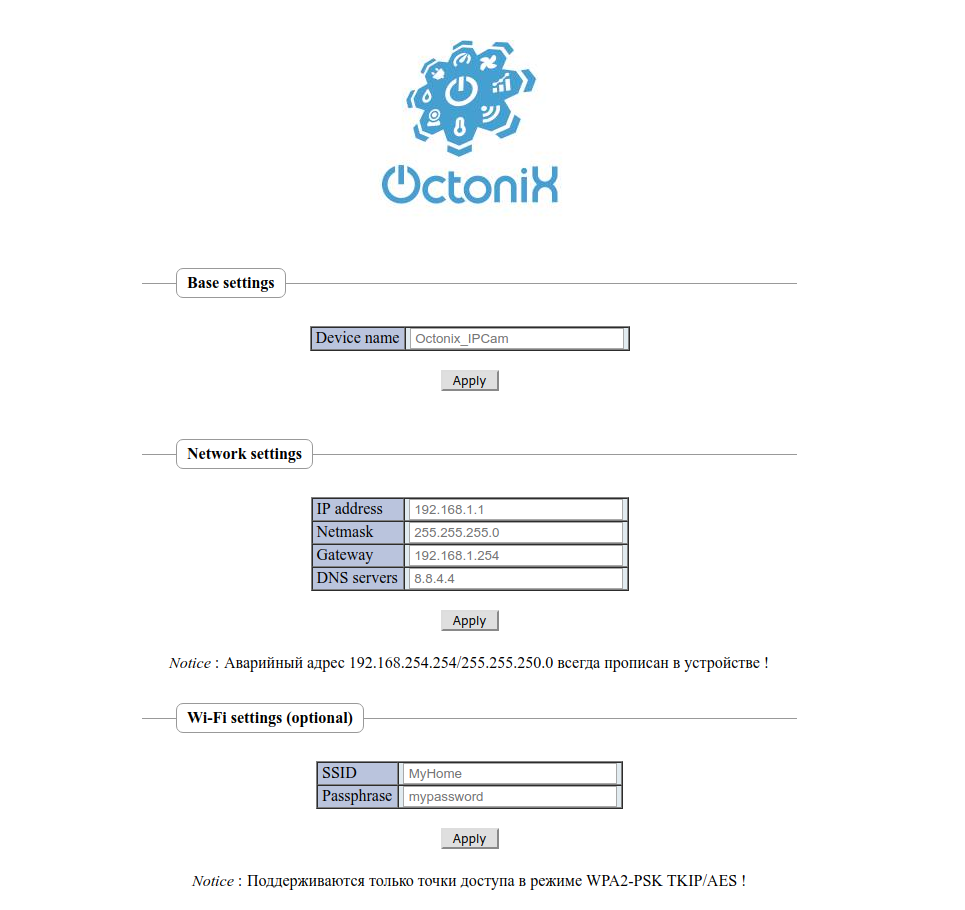 OctoniX
Base settings
Device name Octonix_IPCam
Apply
Network settings
IP address 192.168.1.1
Netmask 255.255.255.0
Gateway 192.168.1.254
DNS servers 8.8.4.4
Apply
Notice : Аварийный адрес 192.168.254.254/255.255.250.0 всегда прописан в устройстве !
Wi-Fi settings (optional)
SSID MyHome
Passphrase mypassword
Apply
Notice : Поддерживаются только точки доступа в режиме WPA2-PSK TKIP/AES !